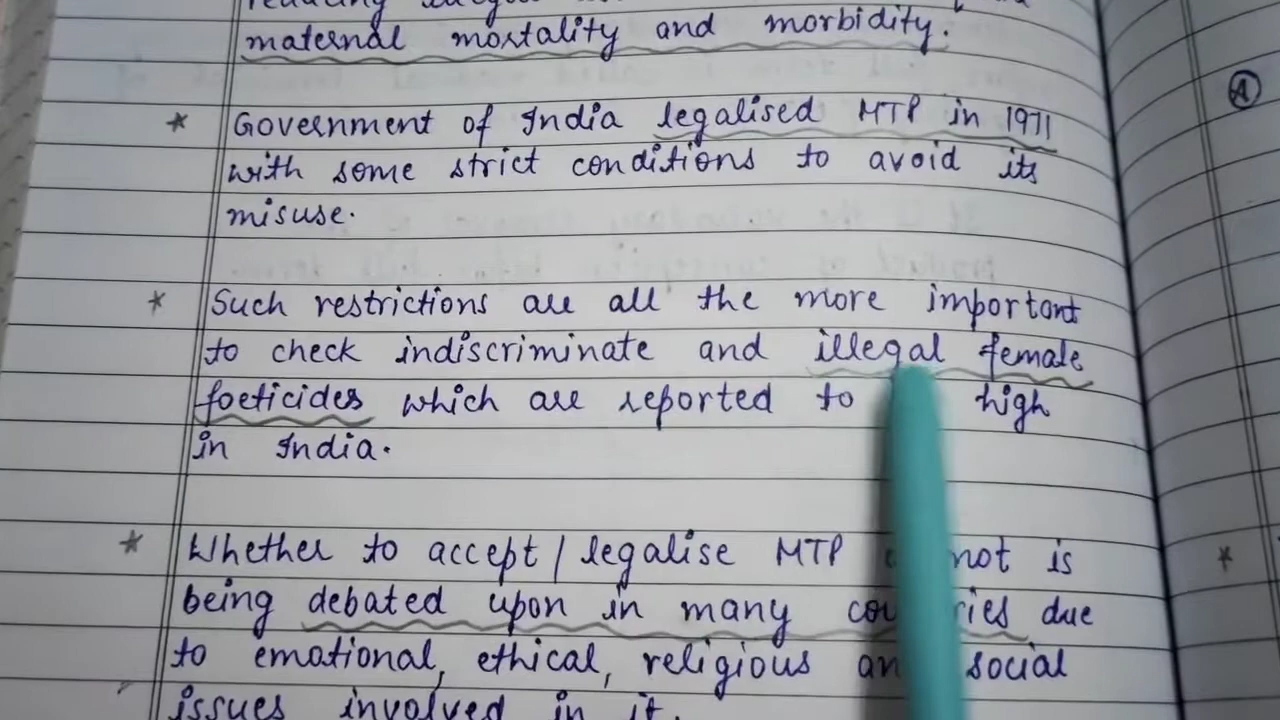 maternal mortality and morbidity.
* Government of India legalised MTP in 1971
with some strict conditions to avoid its
misuse.
* Such restrictions are all the more important
to check indiscriminate and illegal female
foeticides which are reported to high
in India.
* Whether to accept / legalise MTP not is
being debated upon in many countries due
to emotional, ethical, religious and social
issues involved in it.
A
*